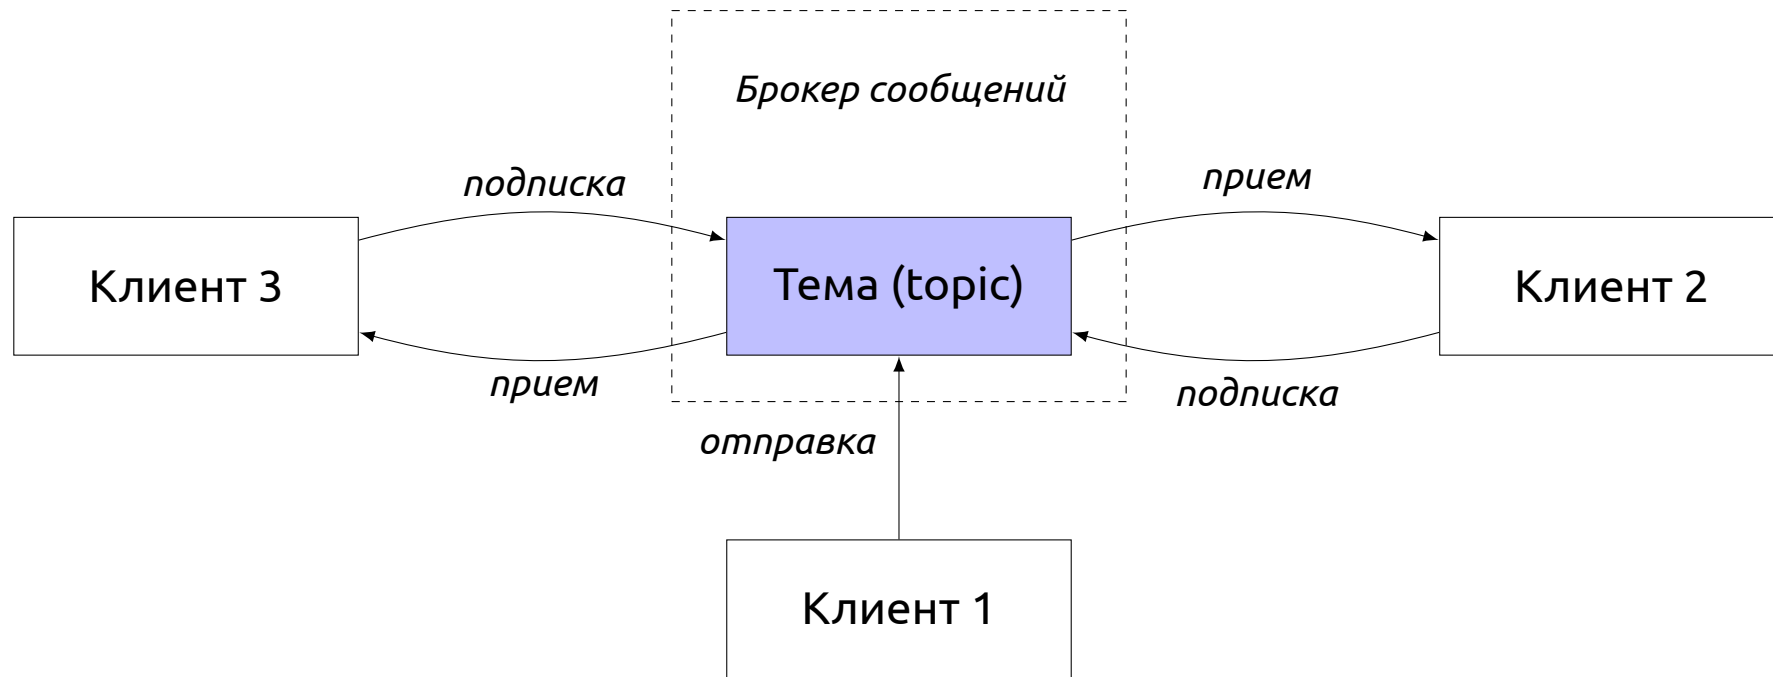 Брокер сообщений
подписка
прием
Клиент 3
Тема (topic)
Клиент 2
прием
подписка
отправка
Клиент 1